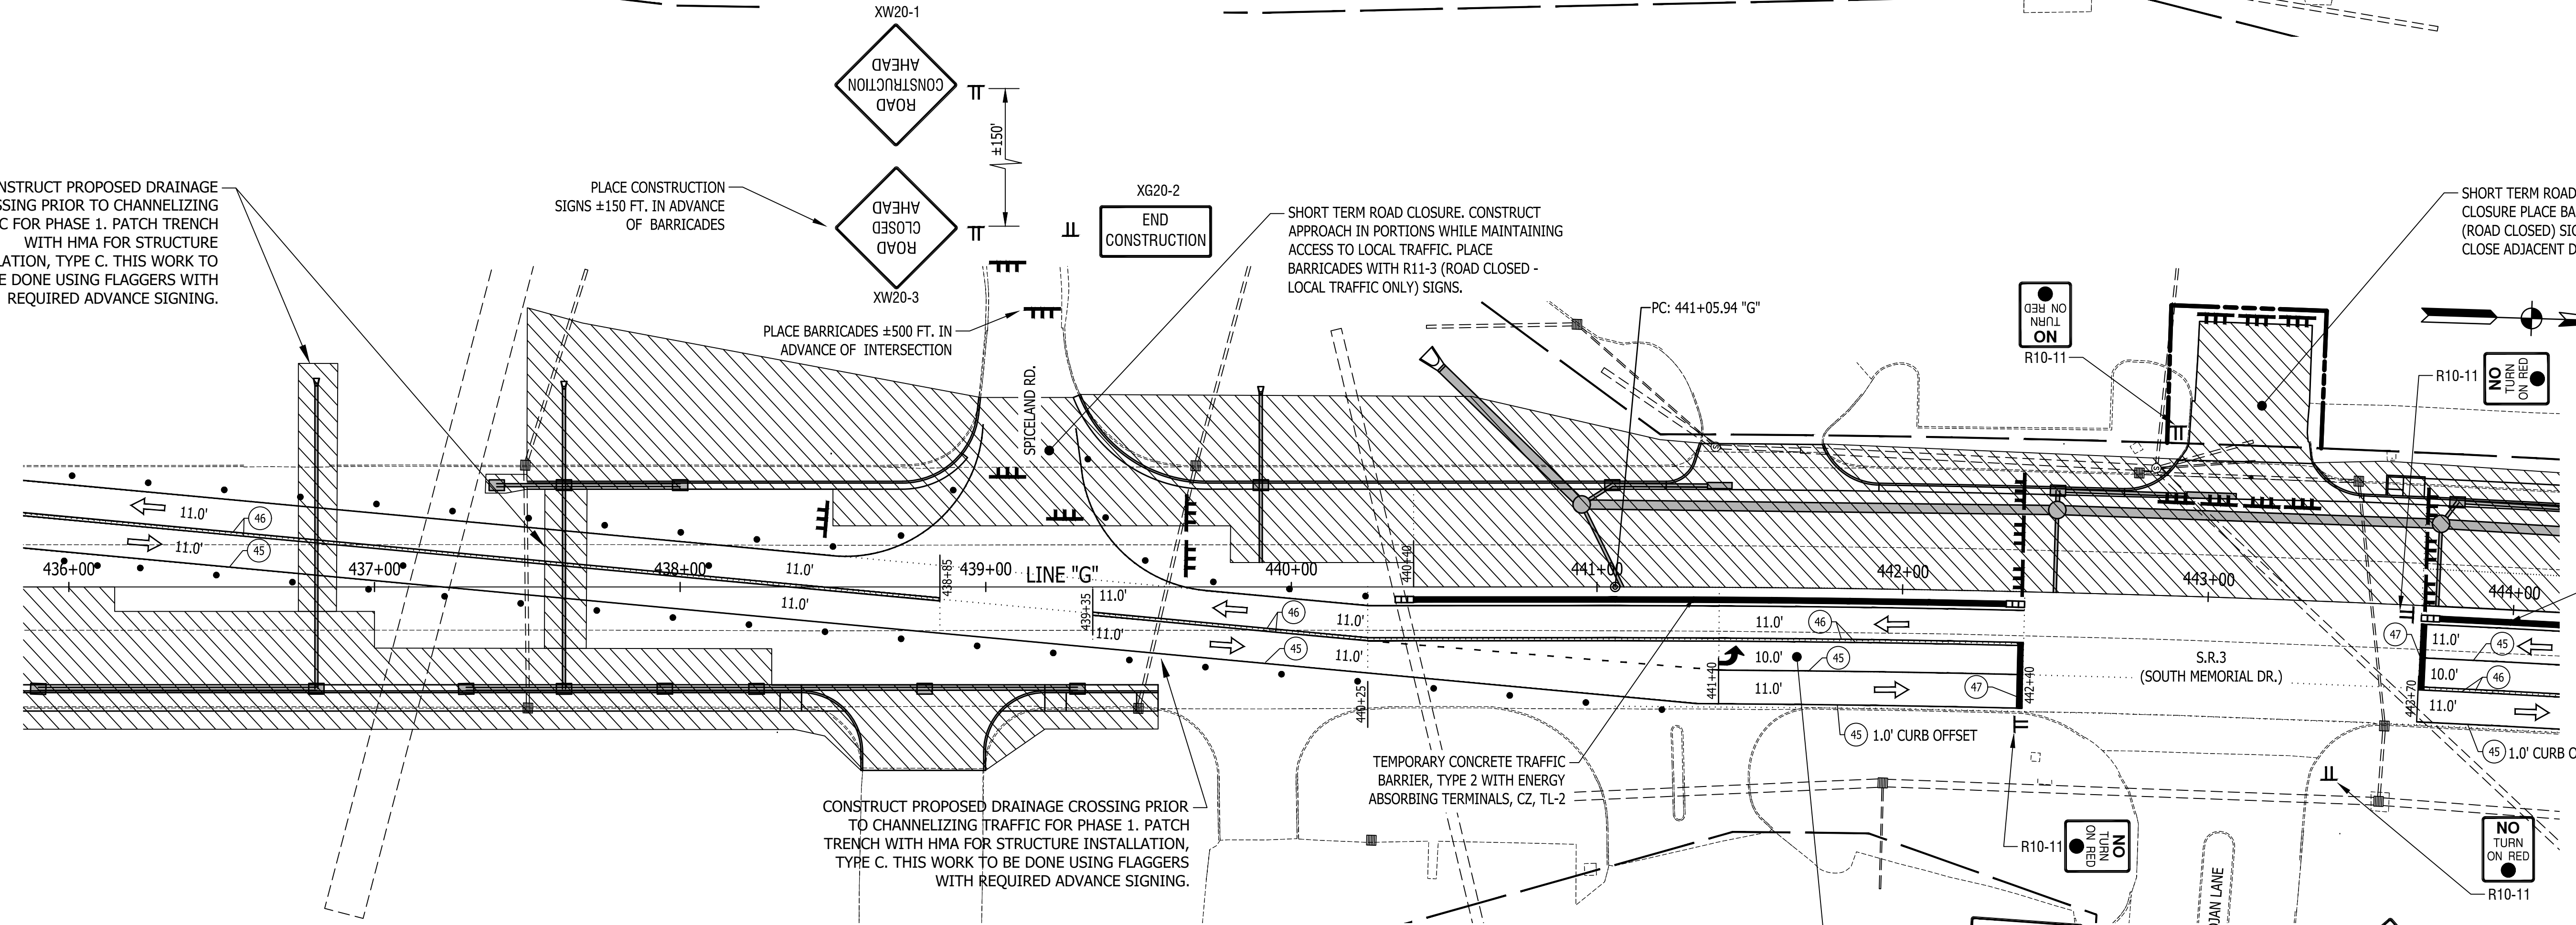 XW20-1
ROAD
CONSTRUCTION
AHEAD
±150'
ROAD
CLOSED
AHEAD
XW20-3
PLACE CONSTRUCTION
SIGNS ±150 FT. IN ADVANCE
OF BARRICADES
XG20-2
END
CONSTRUCTION
NSTRUCT PROPOSED DRAINAGE
SSING PRIOR TO CHANNELIZING
C FOR PHASE 1. PATCH TRENCH
WITH HMA FOR STRUCTURE
LATION, TYPE C. THIS WORK TO
E DONE USING FLAGGERS WITH
REQUIRED ADVANCE SIGNING.
SHORT TERM ROAD CLOSURE. CONSTRUCT
APPROACH IN PORTIONS WHILE MAINTAINING
ACCESS TO LOCAL TRAFFIC. PLACE
BARRICADES WITH R11-3 (ROAD CLOSED -
LOCAL TRAFFIC ONLY) SIGNS.
SHORT TERM ROAD
CLOSURE PLACE BA
(ROAD CLOSED) SIG
CLOSE ADJACENT D
PLACE BARRICADES ±500 FT. IN
ADVANCE OF INTERSECTION
PC: 441+05.94 "G"
NO
TURN
ON RED
R10-11
R10-11
NO
TURN
ON RED
SPICELAND RD.
11.0'
46
11.0'
45
436+00
437+00
438+00
11.0'
11.0'
438+85
439+00
LINE "G"
439+35
11.0'
11.0'
440+00
46
11.0'
45
11.0'
440+25
440+40
441+00
442+00
443+00
444+00
11.0'
46
10.0'
45
11.0'
441+40
47
442+40
45
1.0' CURB OFFSET
S.R.3
(SOUTH MEMORIAL DR.)
47
11.0'
45
10.0'
46
443+70
11.0'
45
1.0' CURB O
TEMPORARY CONCRETE TRAFFIC
BARRIER, TYPE 2 WITH ENERGY
ABSORBING TERMINALS, CZ, TL-2
CONSTRUCT PROPOSED DRAINAGE CROSSING PRIOR
TO CHANNELIZING TRAFFIC FOR PHASE 1. PATCH
TRENCH WITH HMA FOR STRUCTURE INSTALLATION,
TYPE C. THIS WORK TO BE DONE USING FLAGGERS
WITH REQUIRED ADVANCE SIGNING.
R10-11
NO
TURN
ON RED
JAN LANE
NO
TURN
ON RED
R10-11